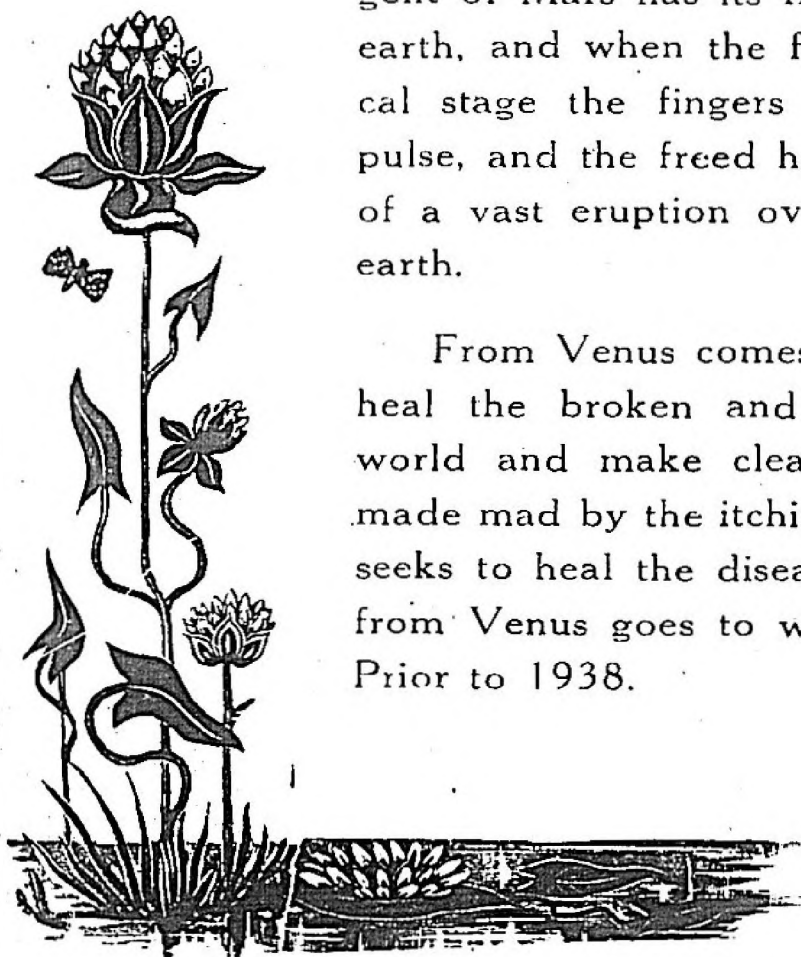 earth, and when the f
cal stage the fingers
pulse, and the freed h
of a vast eruption ov
earth.
From Venus comes
heal the broken and
world and make clea
made mad by the itchi
seeks to heal the disea
from Venus goes to w
Prior to 1938.